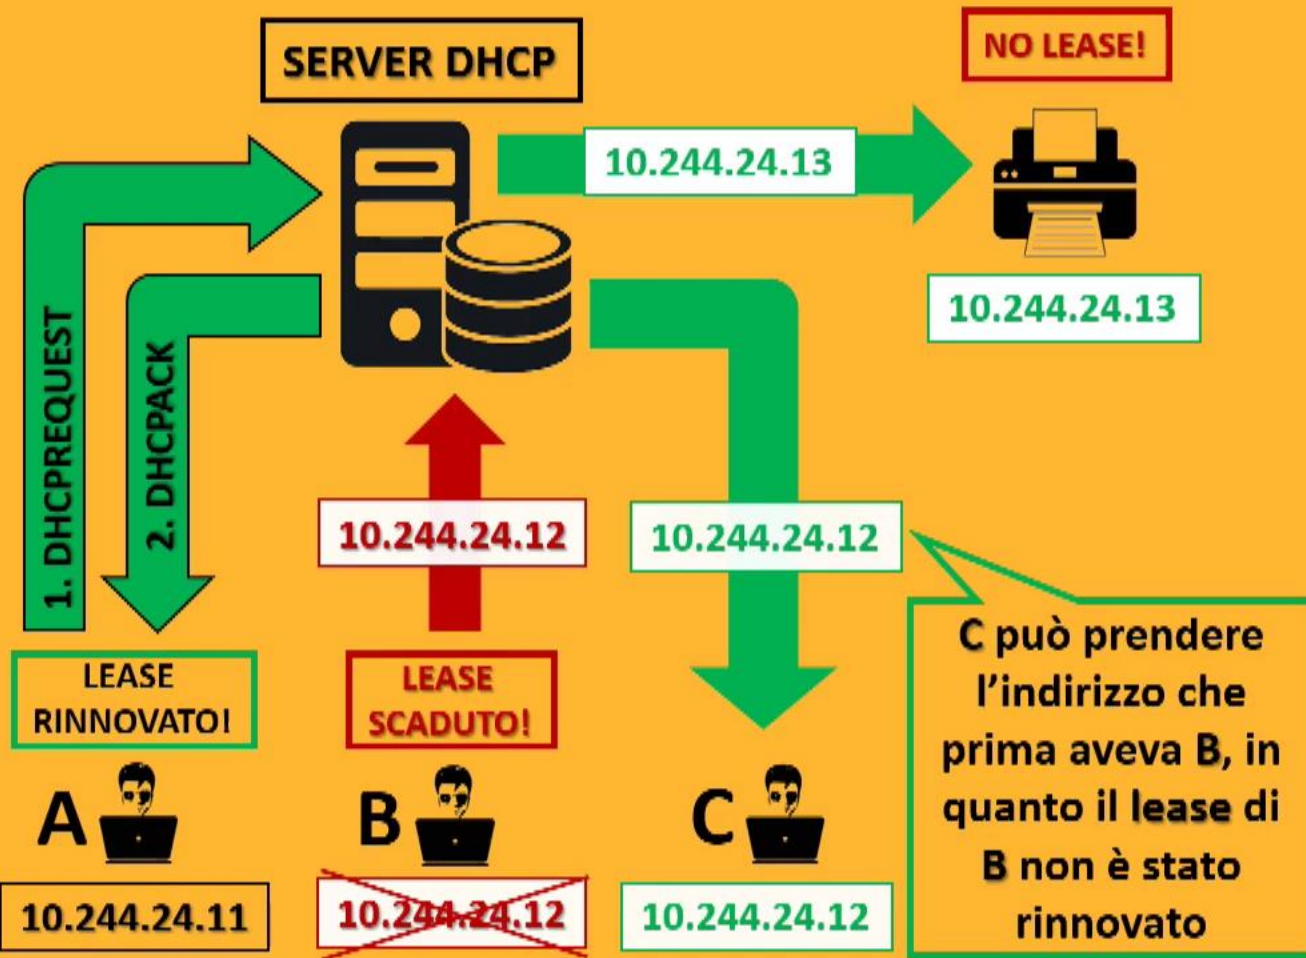 SERVER DHCP
NO LEASE!
10.244.24.13
10.244.24.13
1. DHCPREQUEST
2. DHCPACK
10.244.24.12
10.244.24.12
LEASE
RINNOVATO!
LEASE
SCADUTO!
C può prendere
l'indirizzo che
prima aveva B, in
quanto il lease di
B non è stato
rinnovato
A
B
C
10.244.24.11
10.244.24.12
10.244.24.12